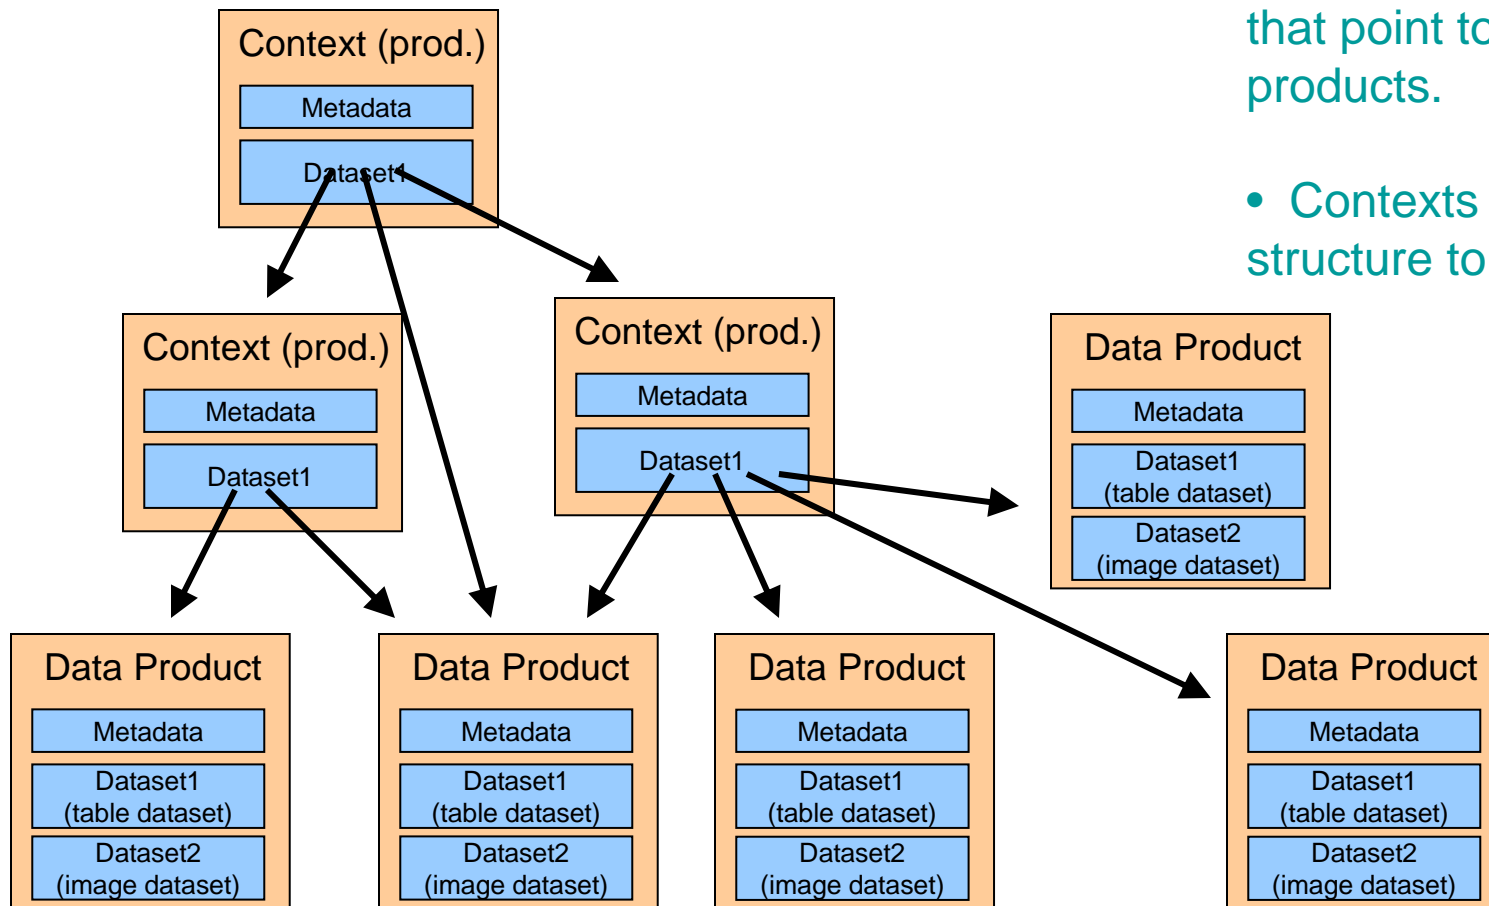 that point to
products.
• Contexts
structure to
Context (prod.)
Metadata
Dataset1
Context (prod.)
Metadata
Dataset1
Context (prod.)
Metadata
Dataset1
Data Product
Metadata
Dataset1
(table dataset)
Dataset2
(image dataset)
Data Product
Metadata
Dataset1
(table dataset)
Dataset2
(image dataset)
Data Product
Metadata
Dataset1
(table dataset)
Dataset2
(image dataset)
Data Product
Metadata
Dataset1
(table dataset)
Dataset2
(image dataset)
Data Product
Metadata
Dataset1
(table dataset)
Dataset2
(image dataset)